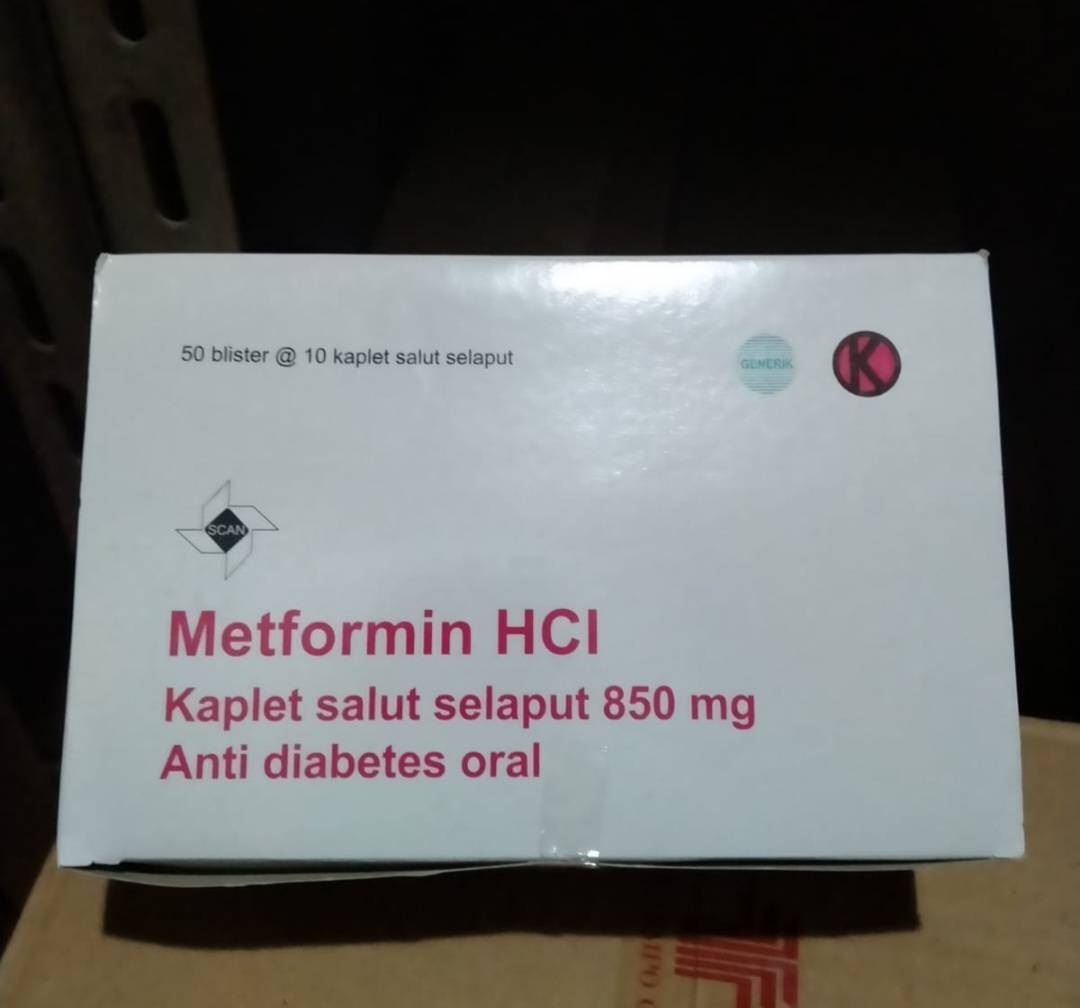 50 blister @ 10 kaplet salut selaput
GENERIK
K
SCAN
Metformin HCl
Kaplet salut selaput 850 mg
Anti diabetes oral